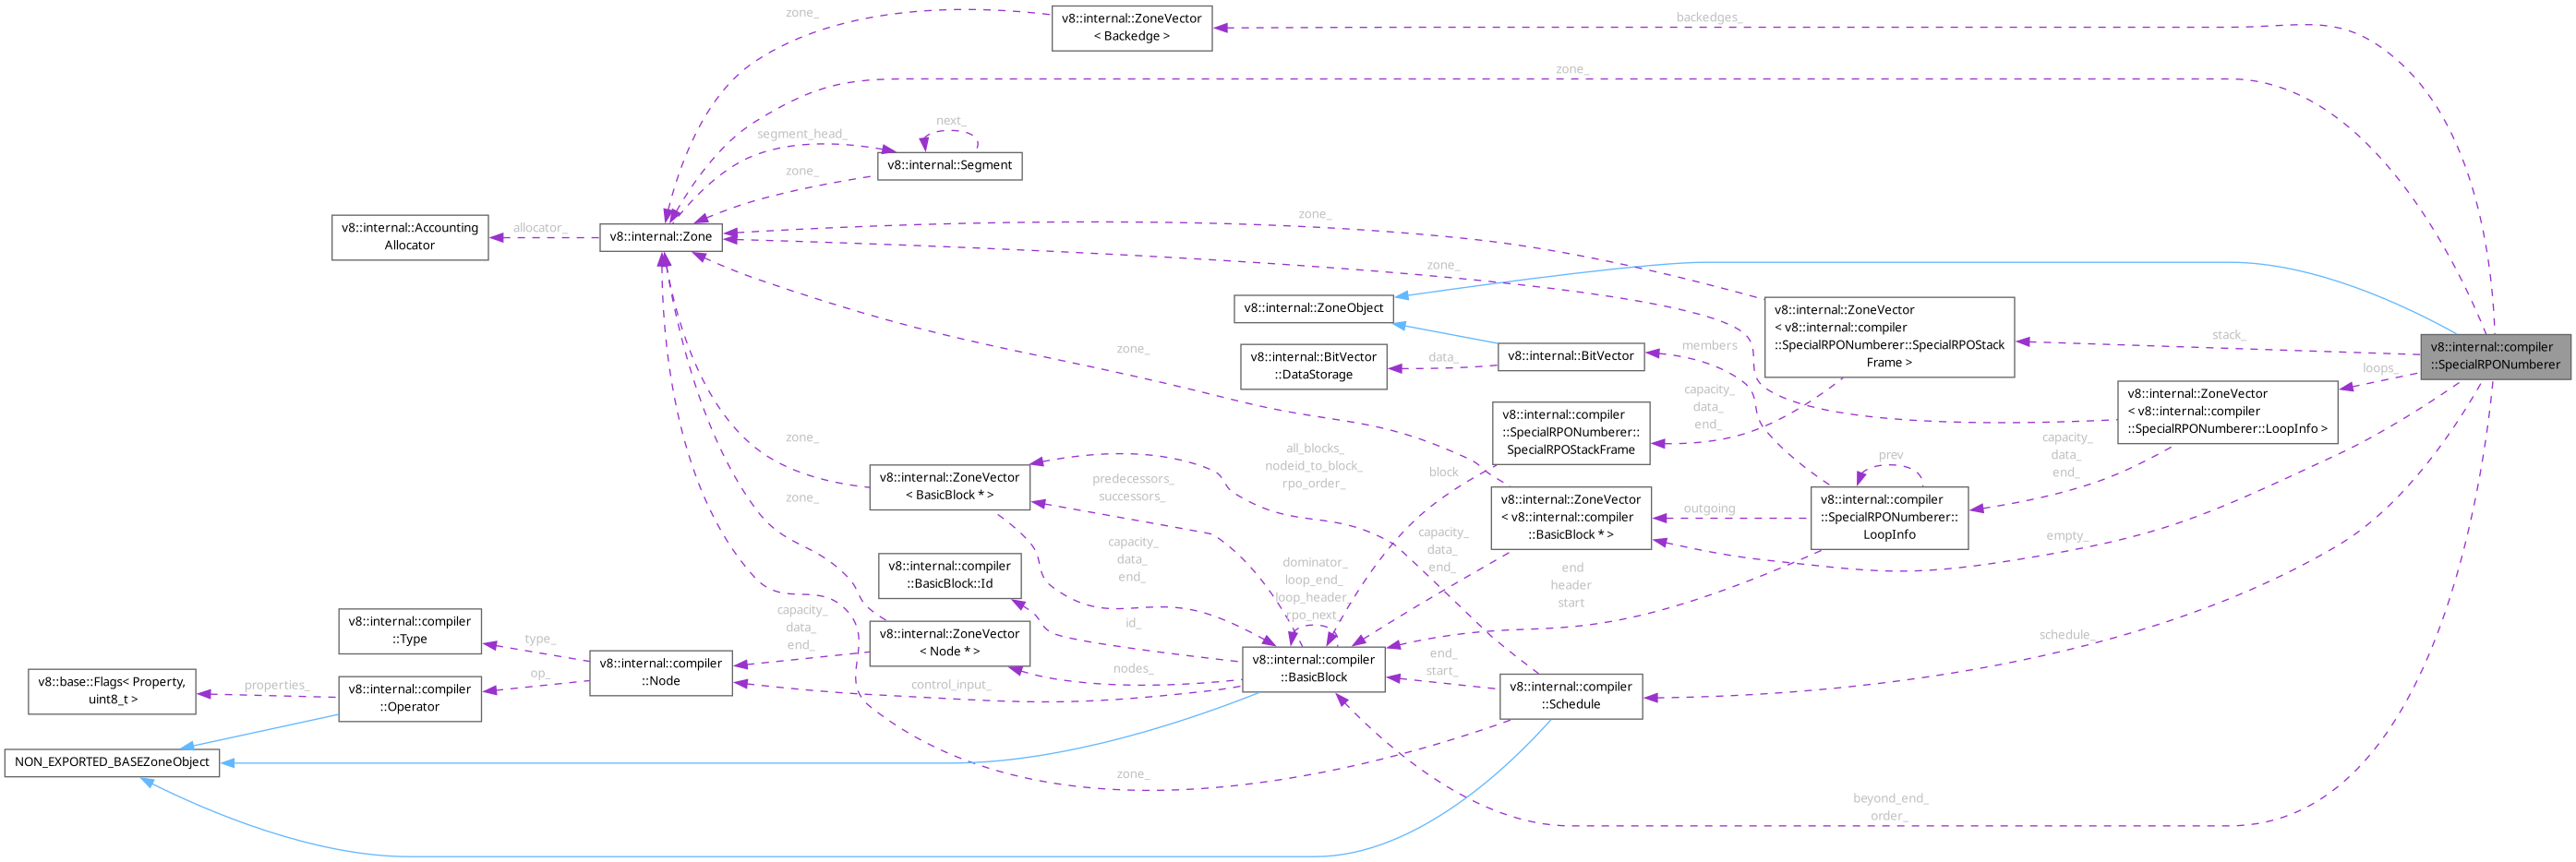 zone_
v8::internal::ZoneVector
< Backedge >
backedges_
zone_
next_
segment_head_
v8::internal::Segment
zone_
v8::internal::Accounting
Allocator
allocator_
v8::internal::Zone
zone_
zone_
v8::internal::ZoneObject
v8::internal::ZoneVector
< v8::internal::compiler
::SpecialRPONumberer::SpecialRPOStack
Frame >
stack_
v8::internal::compiler
::SpecialRPONumberer
zone_
v8::internal::BitVector
::DataStorage
data_
v8::internal::BitVector
members
loops_
v8::internal::ZoneVector
< v8::internal::compiler
::SpecialRPONumberer::LoopInfo >
capacity_
data_
end_
v8::internal::compiler
::SpecialRPONumberer::
SpecialRPOStackFrame
capacity_
data_
end_
zone_
v8::internal::ZoneVector
< BasicBlock * >
all_blocks_
nodeid_to_block_
rpo_order_
predecessors_
successors_
block
v8::internal::ZoneVector
< v8::internal::compiler
::BasicBlock * >
outgoing
prev
v8::internal::compiler
::SpecialRPONumberer::
LoopInfo
zone_
capacity_
data_
end_
capacity_
data_
end_
empty_
v8::internal::compiler
::BasicBlock::Id
id_
dominator_
loop_end_
loop_header_
rpo_next_
end
header
start
v8::internal::compiler
::Type
type_
capacity_
data_
end_
v8::internal::ZoneVector
< Node * >
schedule_
v8::internal::compiler
::Node
nodes_
control_input_
v8::internal::compiler
::BasicBlock
end_
start_
v8::internal::compiler
::Schedule
v8::base::Flags< Property,
uint8_t >
properties_
v8::internal::compiler
::Operator
op_
NON_EXPORTED_BASEZoneObject
zone_
beyond_end_
order_